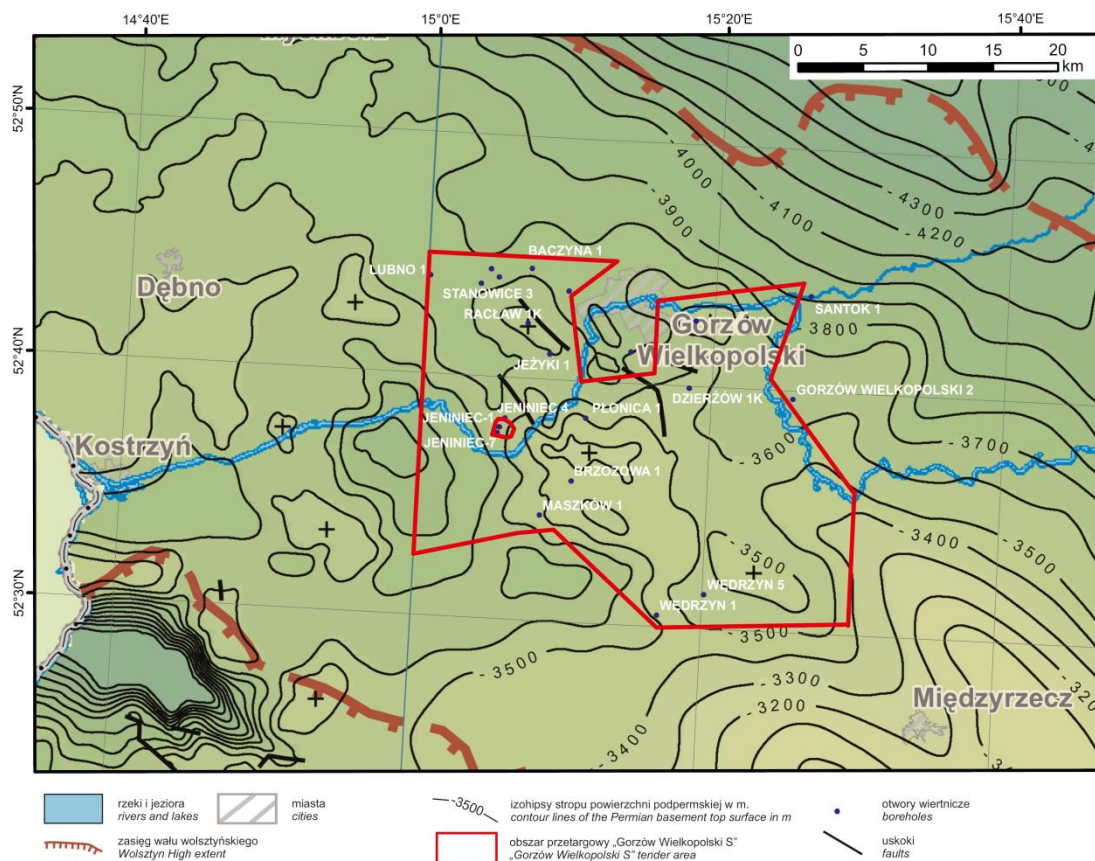 14°40'E
15°0'E
15°20'E
15°40'E
0 5 10 15 20
km
52°50'N
-4000
-3900
-4100
-4300
-4200
BACZYNA 1
LUBNO 1
Dębno
STANOWICE 3
RACŁAW 1K
SANTOK 1
Gorzów
Wielkopolski
-3800
52°40'N
JEŻYKI 1
DZIERŻÓW 1K
GORZÓW WIELKOPOLSKI 2
JENINIEC 4
PŁONICA 1
JENINIEC-1
JENINIEC-7
Kostrzyń
-3700
-3600
BRZOZOWA 1
MASZKÓW 1
-3400
-3500
-3500
52°30'N
WĘDRZYN 5
WĘDRZYN 1
-3500
-3500
-3300
-3200
Międzyrzecz
-3400
rzeki i jeziora
rivers and lakes
miasta
cities
-3500
izohipsy stropu powierzchni podpermskiej w m.
contour lines of the Permian basement top surface in m
otwory wiertnicze
boreholes
zasięg wału wolsztyńskiego
Wolsztyn High extent
obszar przetargowy „Gorzów Wielkopolski S"
„Gorzów Wielkopolski S" tender area
uskoki
faults